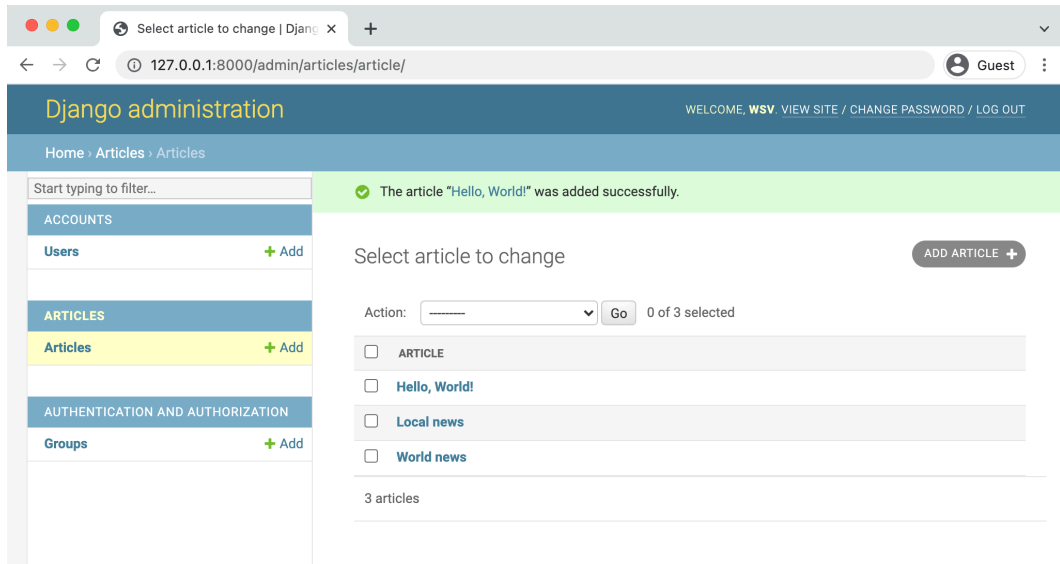 Select article to change | Djang
127.0.0.1:8000/admin/articles/article/
Guest
Django administration
WELCOME, WSV. VIEW SITE / CHANGE PASSWORD / LOG OUT
Home › Articles › Articles
Start typing to filter...
The article “Hello, World!” was added successfully.
ACCOUNTS
Users
Add
ARTICLES
Articles
Add
AUTHENTICATION AND AUTHORIZATION
Groups
Add
Select article to change
ADD ARTICLE
Action: --------- Go 0 of 3 selected
ARTICLE
Hello, World!
Local news
World news
3 articles